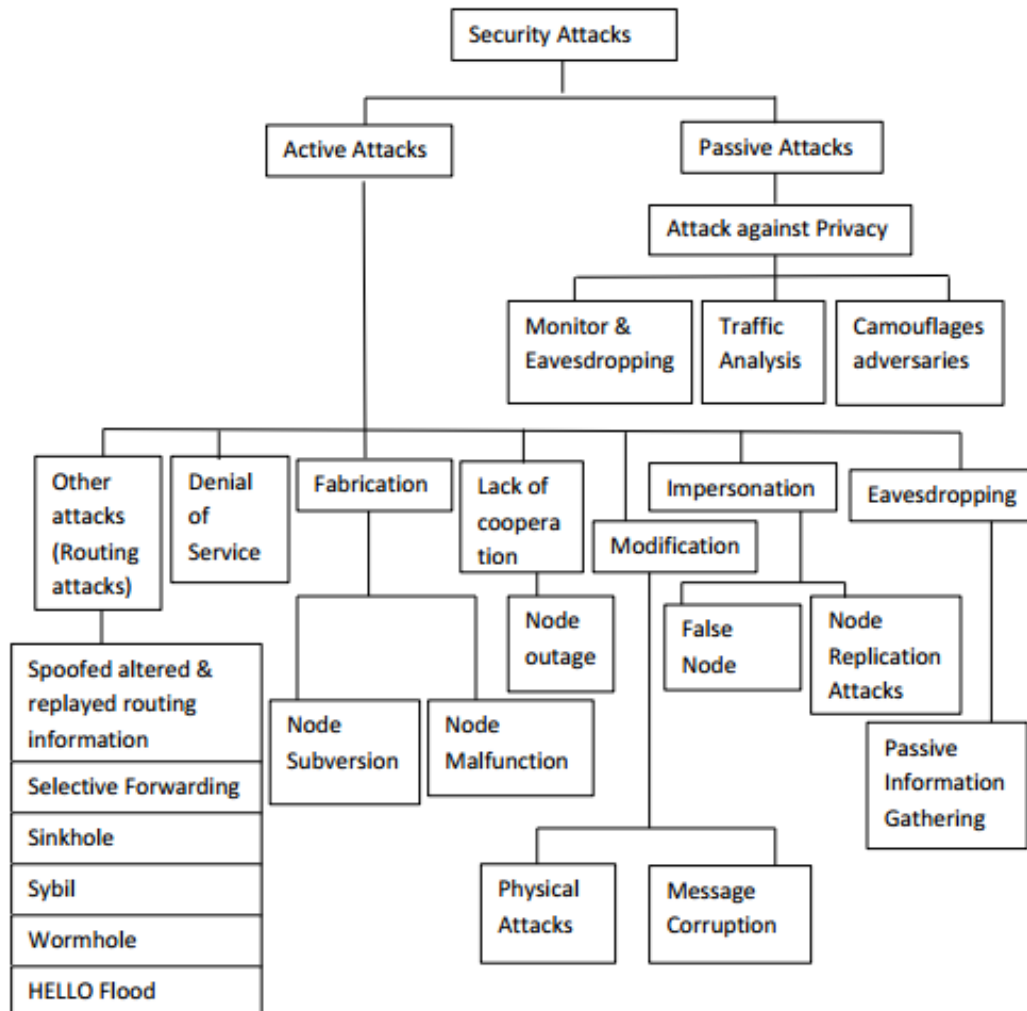 Security Attacks
Active Attacks
Passive Attacks
Attack against Privacy
Monitor &
Eavesdropping
Traffic
Analysis
Camouflages
adversaries
Other
attacks
(Routing
attacks)
Denial
of
Service
Fabrication
Lack of
coopera
tion
Modification
Impersonation
Eavesdropping
Spoofed altered &
replayed routing
information
Selective Forwarding
Sinkhole
Sybil
Wormhole
HELLO Flood
Node
Subversion
Node
Malfunction
Node
outage
False
Node
Node
Replication
Attacks
Passive
Information
Gathering
Physical
Attacks
Message
Corruption